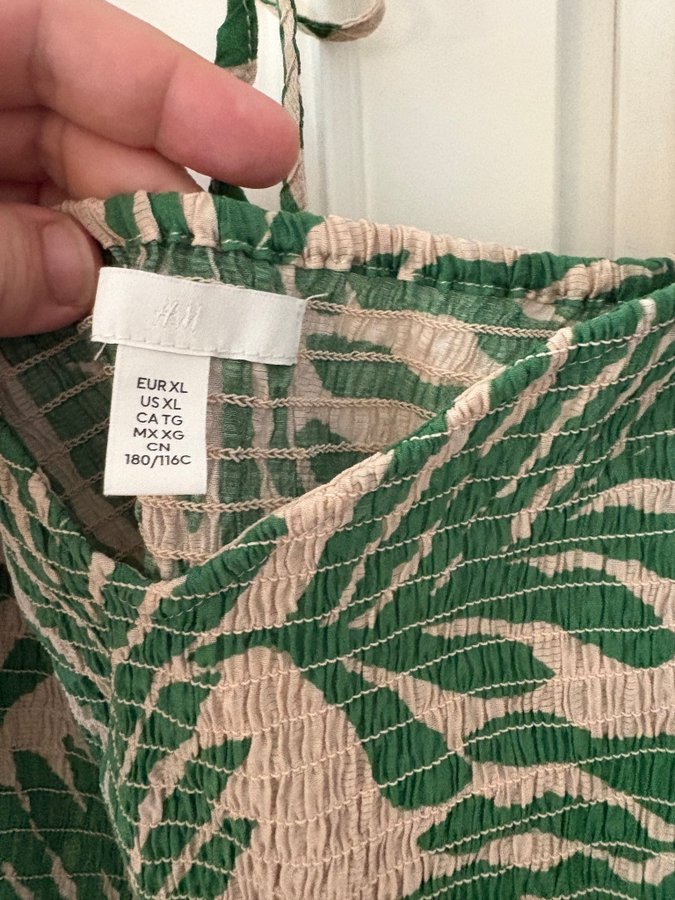 H&M
EUR XL
US XL
CA TG
MX XG
CN
180/116C